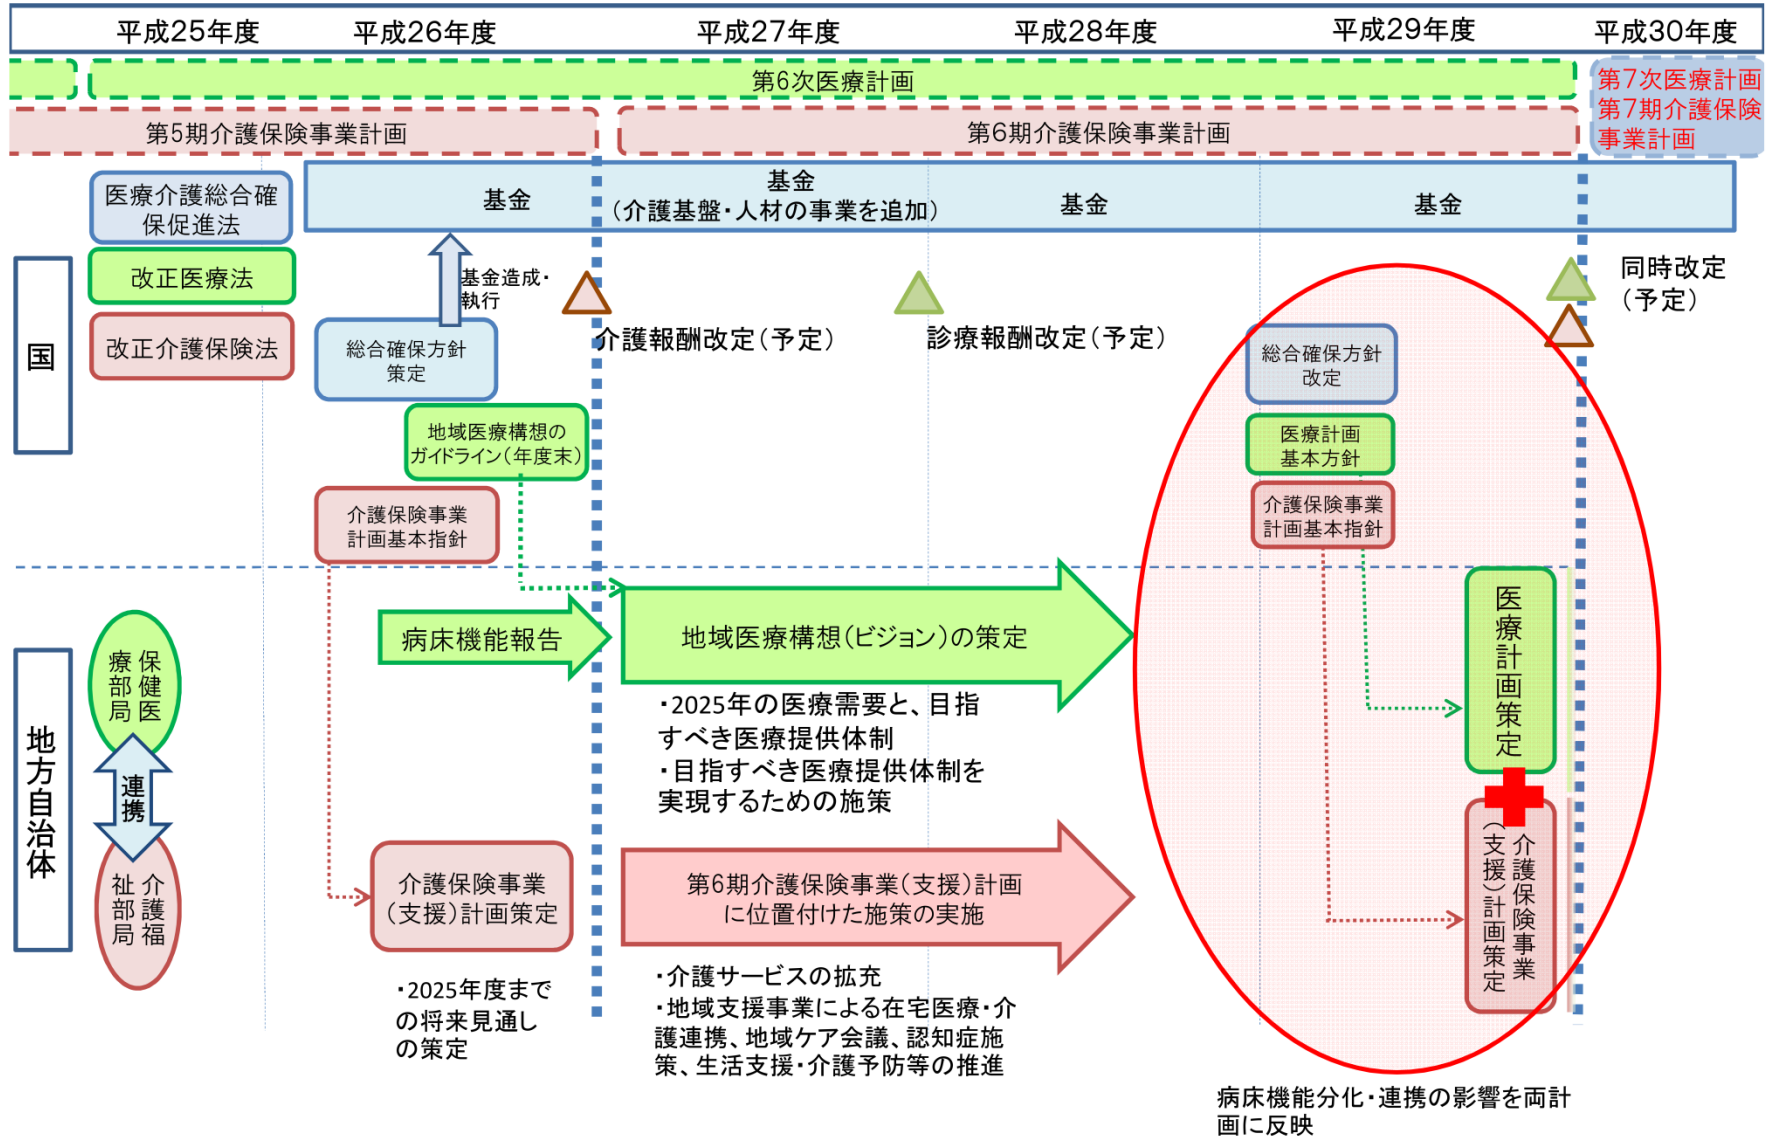 平成25年度
平成26年度
平成27年度
平成28年度
平成29年度
平成30年度
第6次医療計画
第7次医療計画
第7期介護保険
事業計画
第5期介護保険事業計画
第6期介護保険事業計画
医療介護総合確
保促進法
基金
基金
(介護基盤・人材の事業を追加)
基金
基金
国
改正医療法
改正介護保険法
基金造成・
執行
総合確保方針
策定
介護報酬改定(予定)
診療報酬改定(予定)
同時改定
(予定)
総合確保方針
改定
地域医療構想の
ガイドライン(年度末)
医療計画
基本方針
介護保険事業
計画基本指針
介護保険事業
計画基本指針
地方自治体
保健医
療部局
連携
介護福
祉部局
病床機能報告
地域医療構想(ビジョン)の策定
・2025年の医療需要と、目指
すべき医療提供体制
・目指すべき医療提供体制を
実現するための施策
医療計画策定
介護保険事業
(支援)計画策定
第6期介護保険事業(支援)計画
に位置付けた施策の実施
介護保険事業
(支援)計画策定
・2025年度まで
の将来見通し
の策定
・介護サービスの拡充
・地域支援事業による在宅医療・介
護連携、地域ケア会議、認知症施
策、生活支援・介護予防等の推進
病床機能分化・連携の影響を両計
画に反映